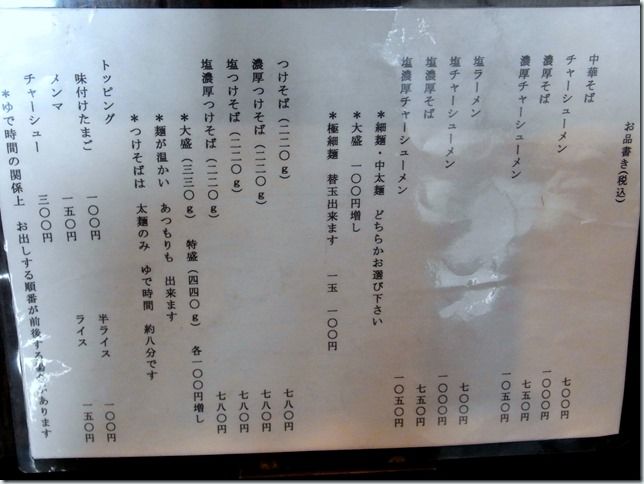 お品書き(税込)
中華そば 七〇〇円
チャーシューメン 一〇〇〇円
濃厚そば 七五〇円
濃厚チャーシューメン 一〇五〇円
塩ラーメン 七〇〇円
塩チャーシューメン 一〇〇〇円
塩濃厚そば 七五〇円
塩濃厚チャーシューメン 一〇五〇円
＊細麺・中太麺 どちらかお選び下さい
＊大盛 一〇〇円増し
＊極細麺 替玉出来ます 一玉 一〇〇円
つけそば(二二〇ｇ) 七八〇円
濃厚つけそば(二二〇ｇ) 七八〇円
塩つけそば(二二〇ｇ) 七八〇円
塩濃厚つけそば(二二〇ｇ) 七八〇円
＊大盛(三三〇ｇ) 特盛(四四〇ｇ) 各一〇〇円増し
＊麺が温かい あつもりも 出来ます
＊つけそばは 太麺のみ ゆで時間 約八分です
トッピング
味付けたまご 一〇〇円 半ライス 一〇〇円
メンマ 一五〇円 ライス 一五〇円
チャーシュー 三〇〇円
＊ゆで時間の関係上 お出しする順番が前後する場合があります